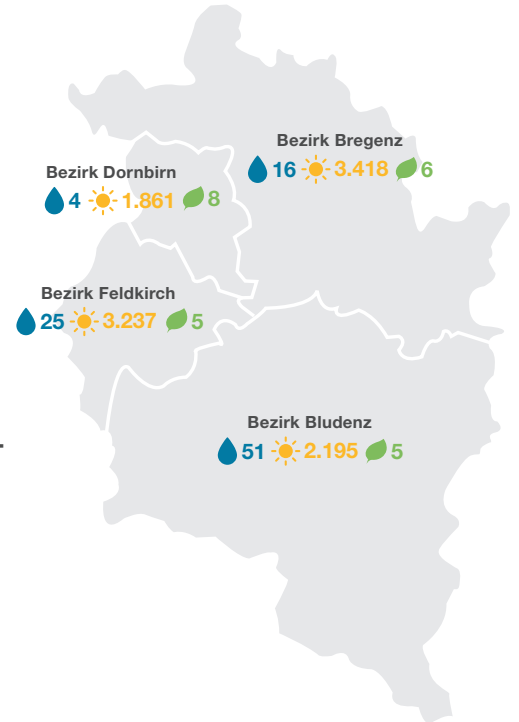 Bezirk Bregenz
16 3.418 6
Bezirk Dornbirn
4 1.861 8
Bezirk Feldkirch
25 3.237 5
Bezirk Bludenz
51 2.195 5